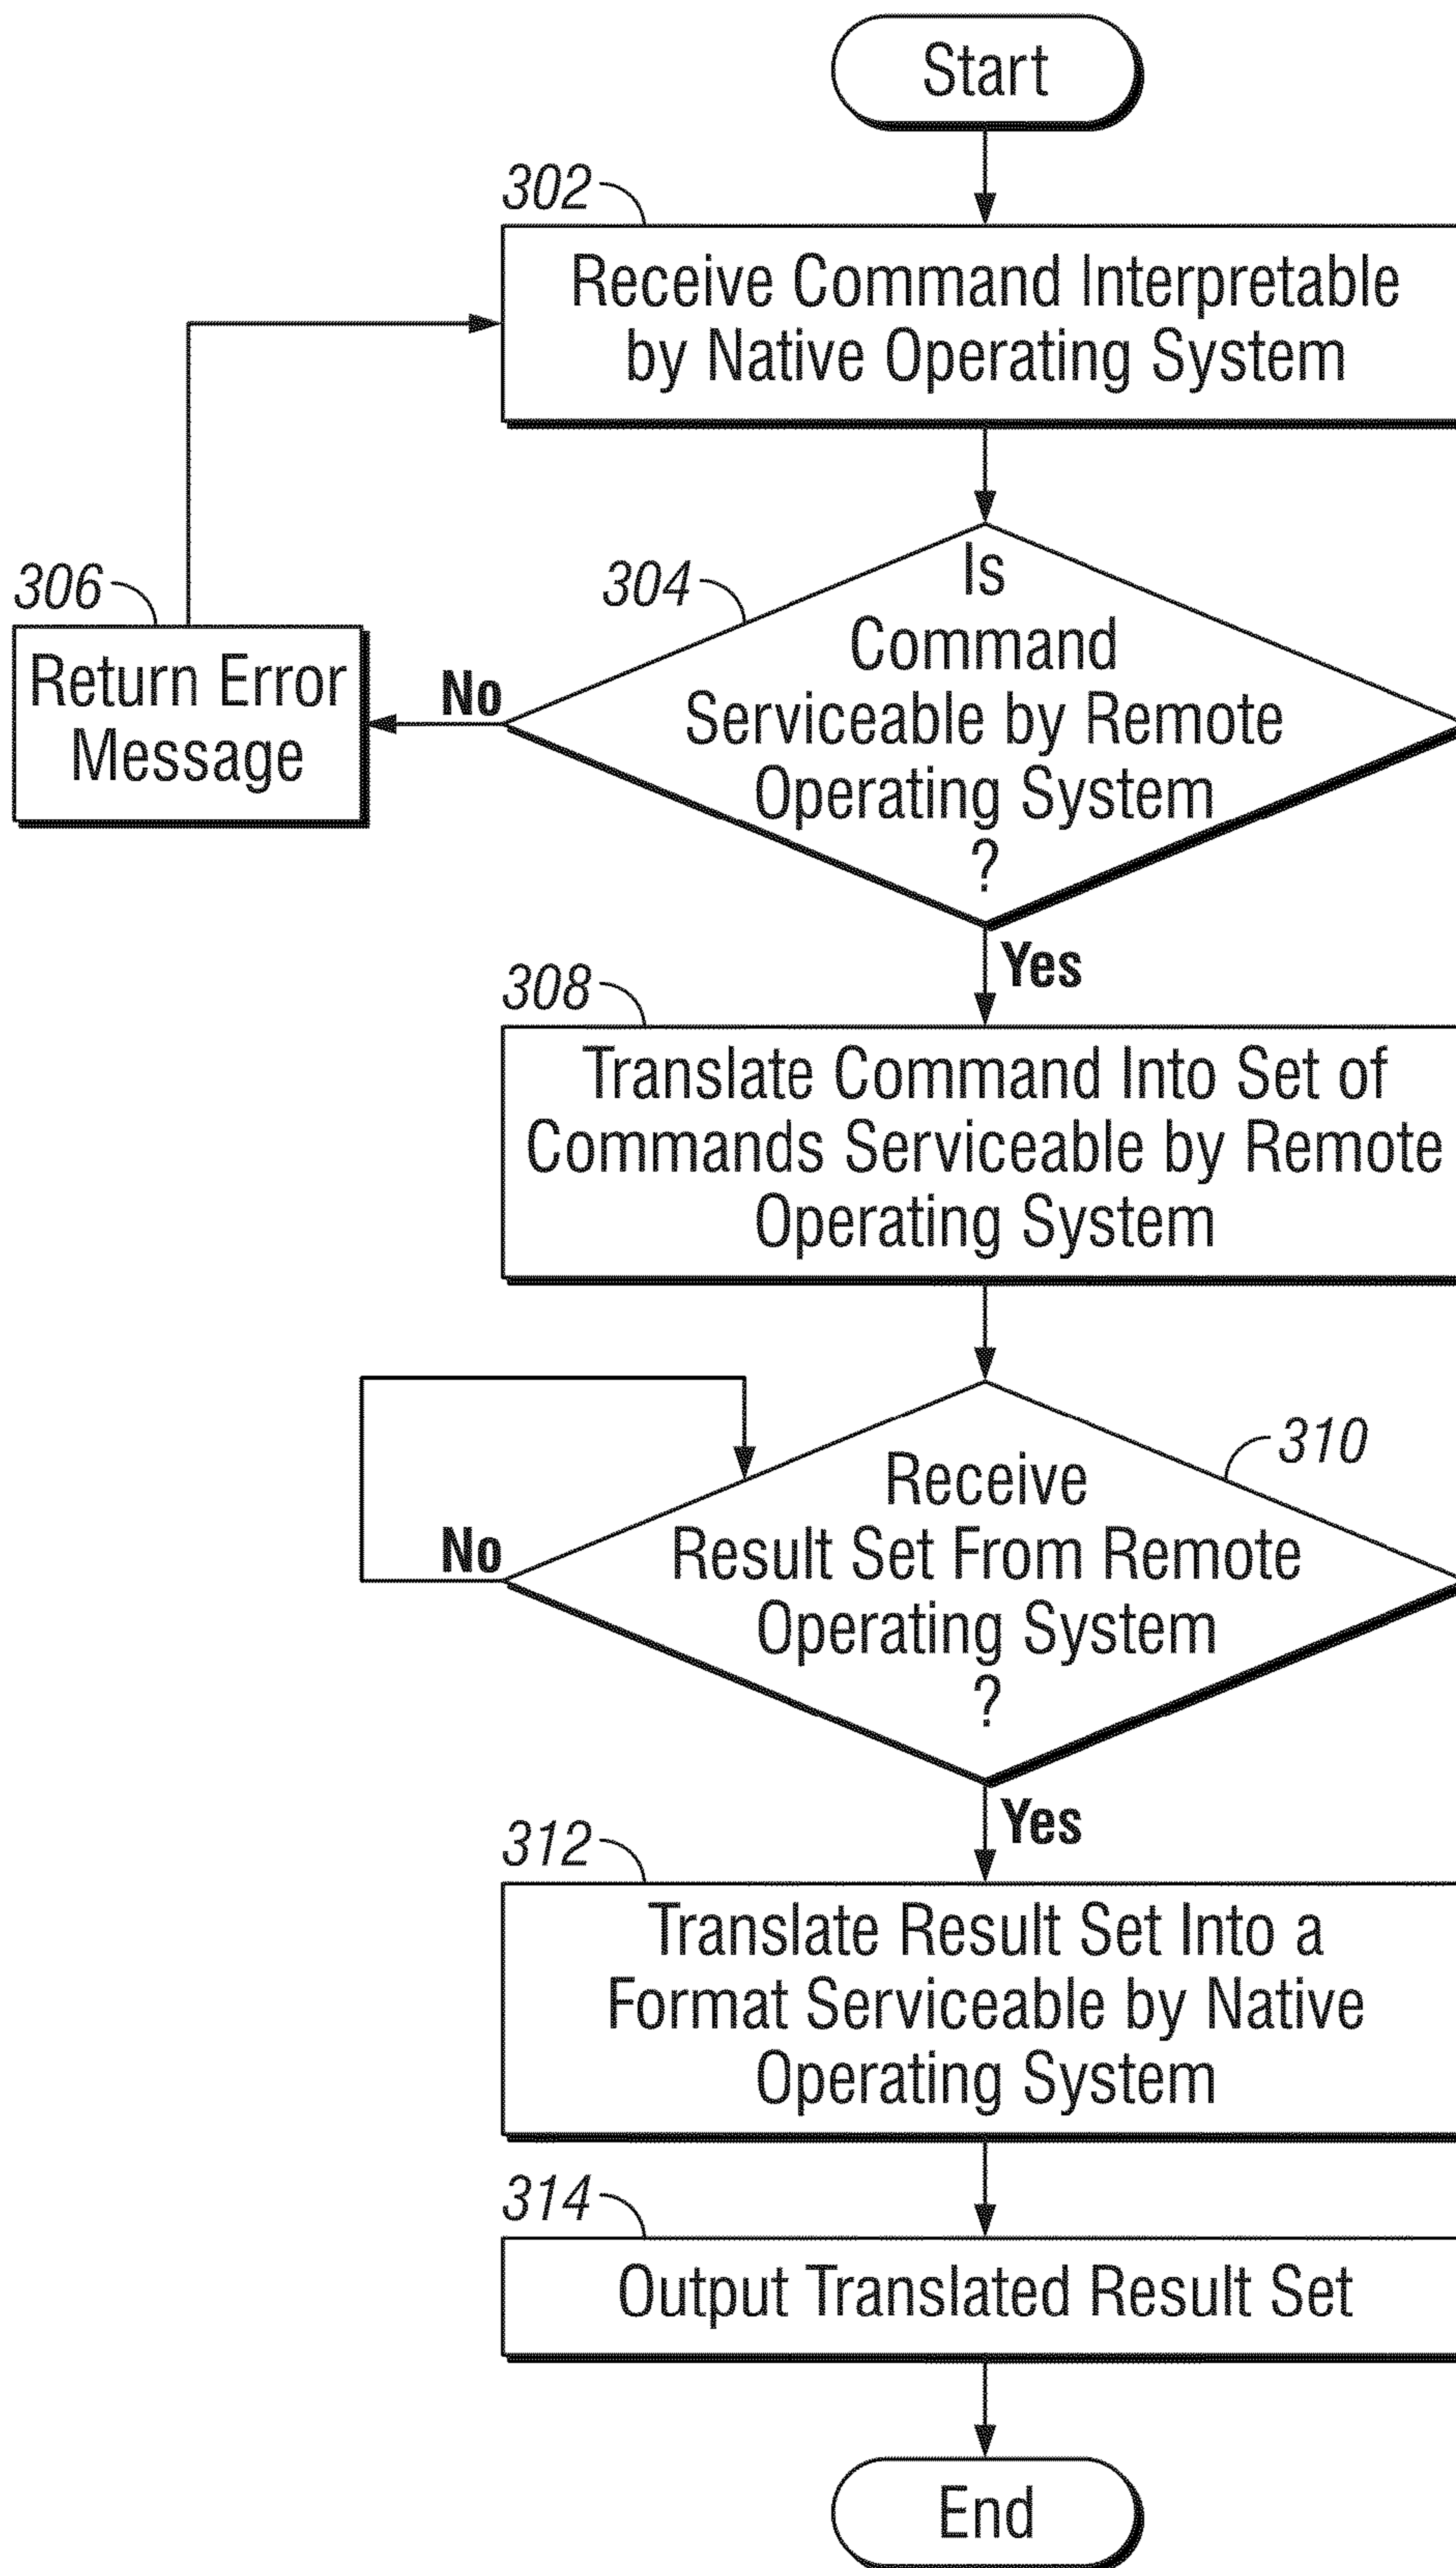 Start
302
Receive Command Interpretable
by Native Operating System
304
Is
Command
Serviceable by Remote
Operating System
?
No
306
Return Error
Message
Yes
308
Translate Command Into Set of
Commands Serviceable by Remote
Operating System
310
Receive
Result Set From Remote
Operating System
?
No
Yes
312
Translate Result Set Into a
Format Serviceable by Native
Operating System
314
Output Translated Result Set
End